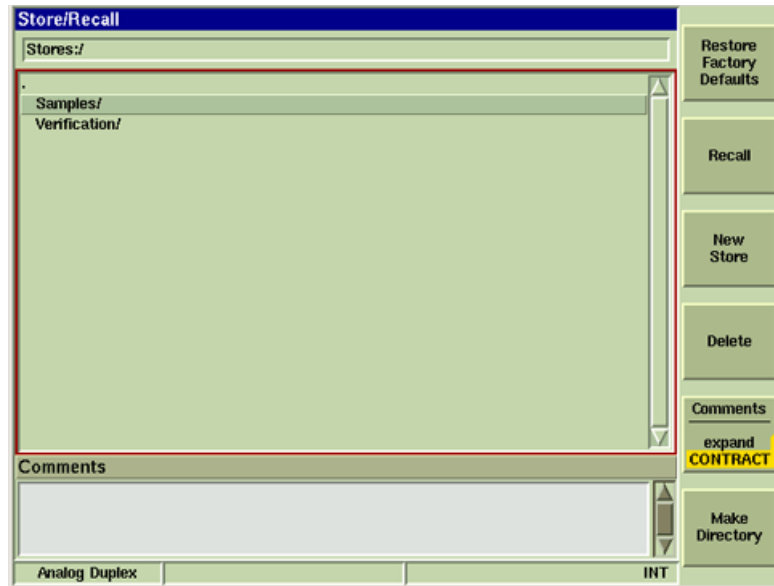 Store/Recall
Stores:/
.
Samples/
Verification/
Comments
Analog Duplex
INT
Restore
Factory
Defaults
Recall
New
Store
Delete
Comments
expand
CONTRACT
Make
Directory